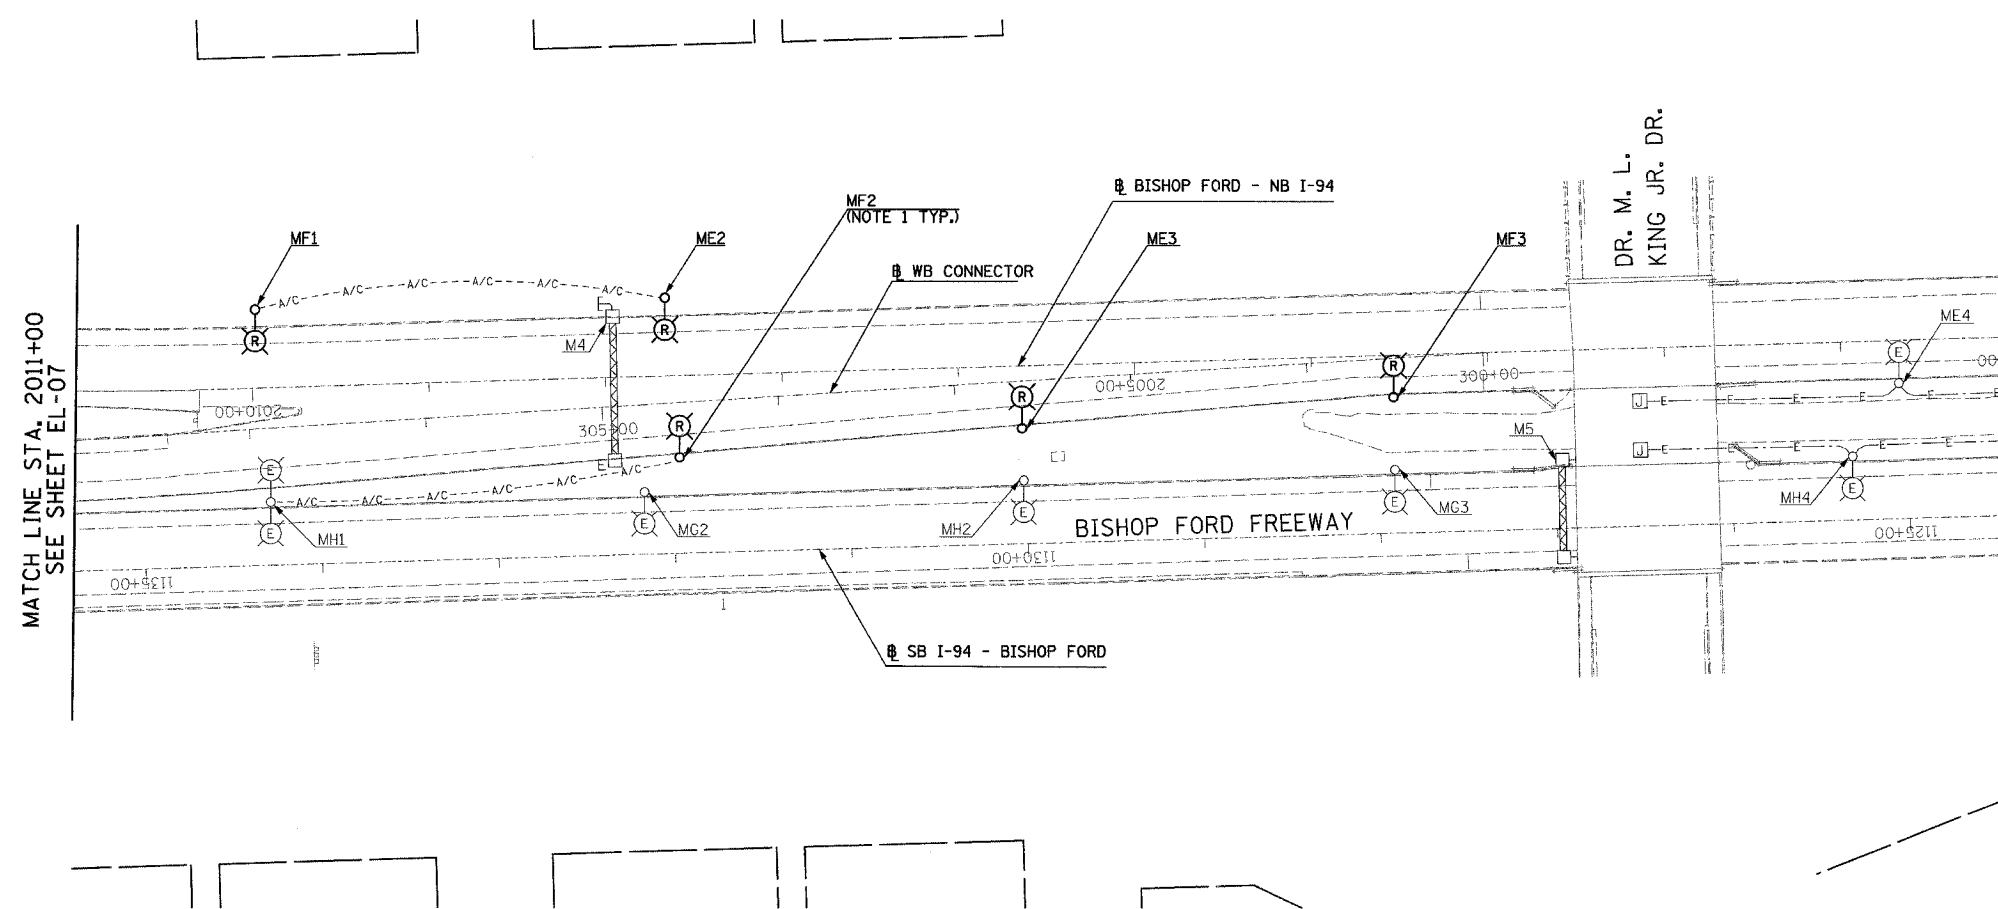 DR. M. L.
KING JR. DR.
BISHOP FORD - NB I-94
MF2
(NOTE 1 TYP.)
MF1
ME2
ME3
MF3
WB CONNECTOR
A/C A/C A/C A/C A/C A/C
M4
R
R
ME4
E
R
300+00
2005+00
R
2010+00
R
305+00
J E E E E E E
M5
J E E E E E
E
E
A/C
A/C A/C A/C A/C A/C
MH1
E
MG2
E
MH2
E
MG3
E
MH4
E
BISHOP FORD FREEWAY
1125+00
1130+00
1135+00
SB I-94 - BISHOP FORD
MATCH LINE STA. 2011+00
SEE SHEET EL-07